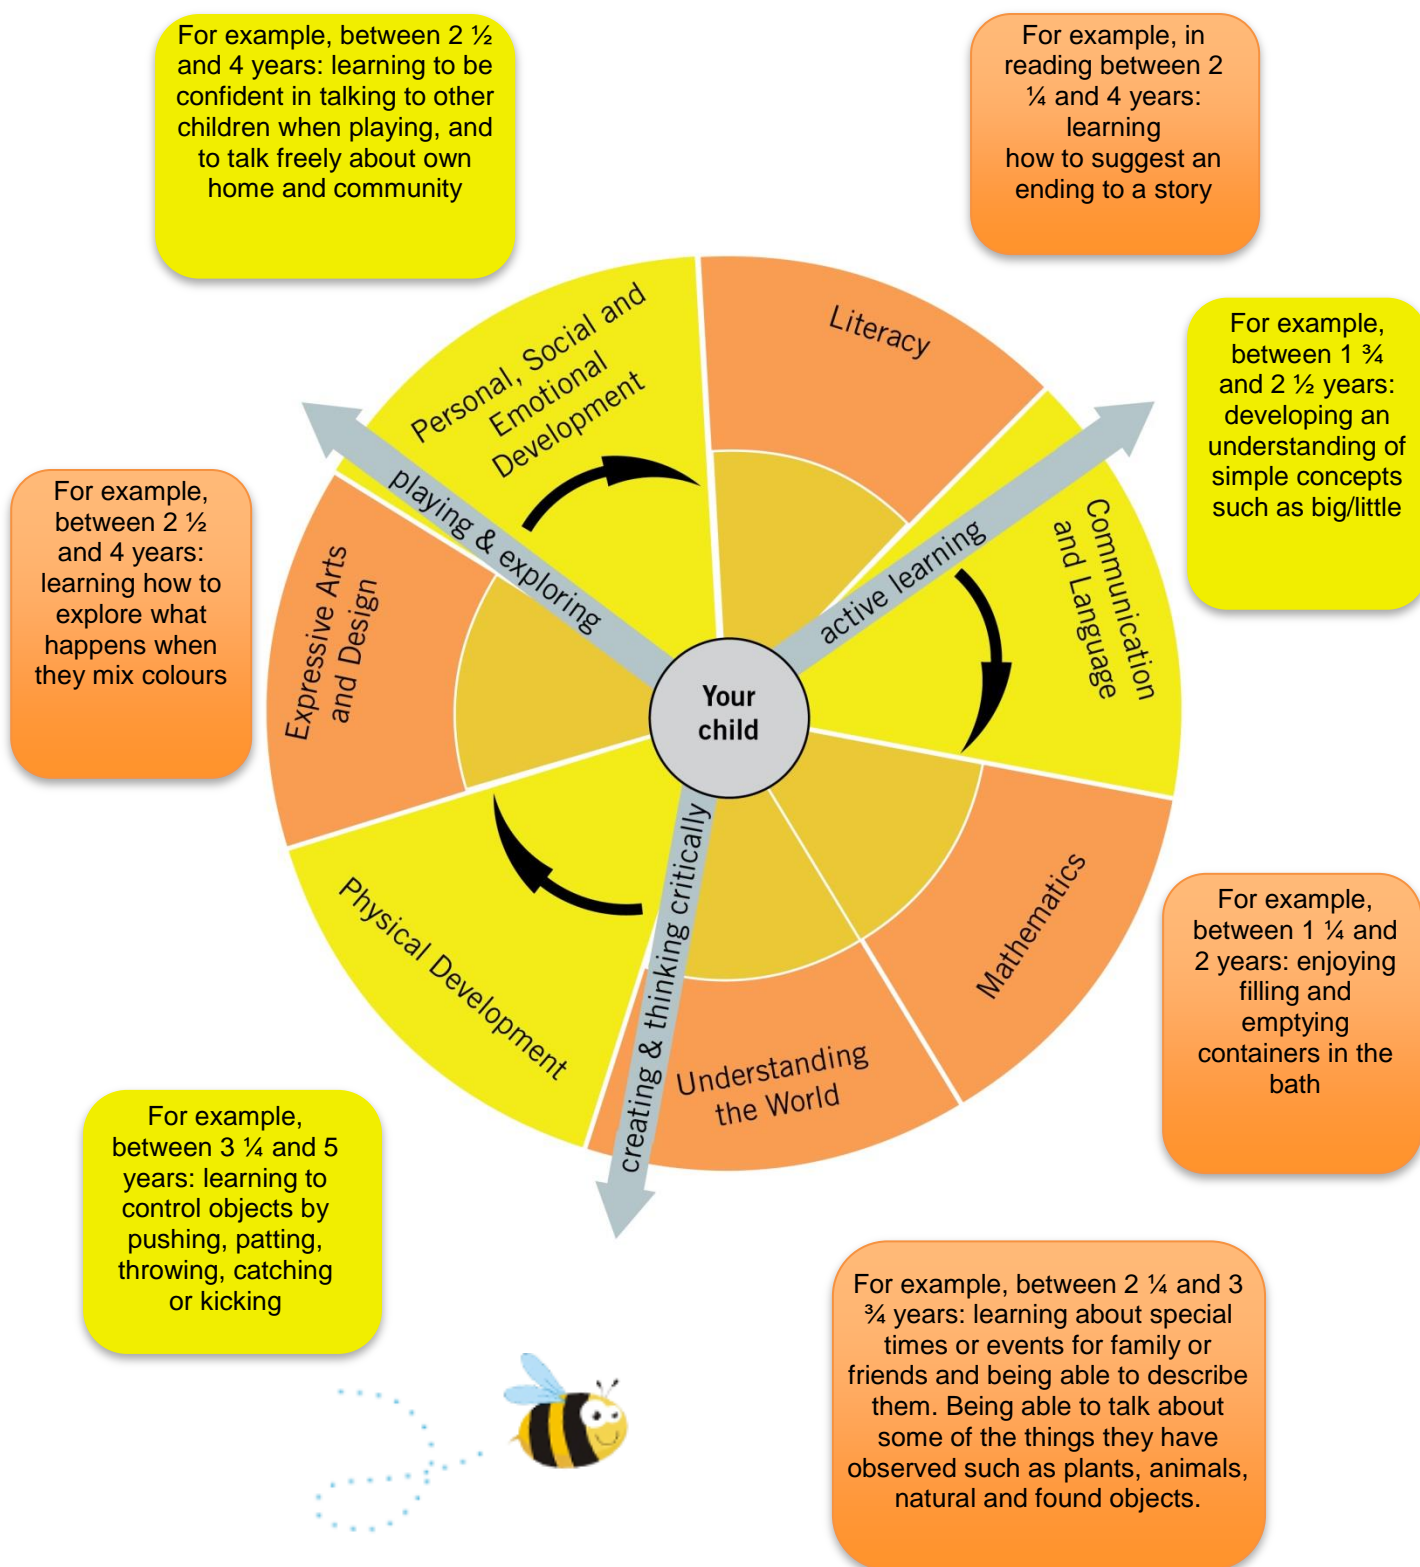 For example, between 2 ½
and 4 years: learning to be
confident in talking to other
children when playing, and
to talk freely about own
home and community
For example, in
reading between 2
¼ and 4 years:
learning
how to suggest an
ending to a story
For example,
between 1 ¾
and 2 ½ years:
developing an
understanding of
simple concepts
such as big/little
For example,
between 2 ½
and 4 years:
learning how to
explore what
happens when
they mix colours
Personal, Social and
Emotional
Development
Literacy
Communication
and Language
Expressive Arts
and Design
playing & exploring
active learning
Your
child
creating & thinking critically
Physical Development
Mathematics
Understanding
the World
For example,
between 1 ¼ and
2 years: enjoying
filling and
emptying
containers in the
bath
For example,
between 3 ¼ and 5
years: learning to
control objects by
pushing, patting,
throwing, catching
or kicking
For example, between 2 ¼ and 3
¾ years: learning about special
times or events for family or
friends and being able to describe
them. Being able to talk about
some of the things they have
observed such as plants, animals,
natural and found objects.